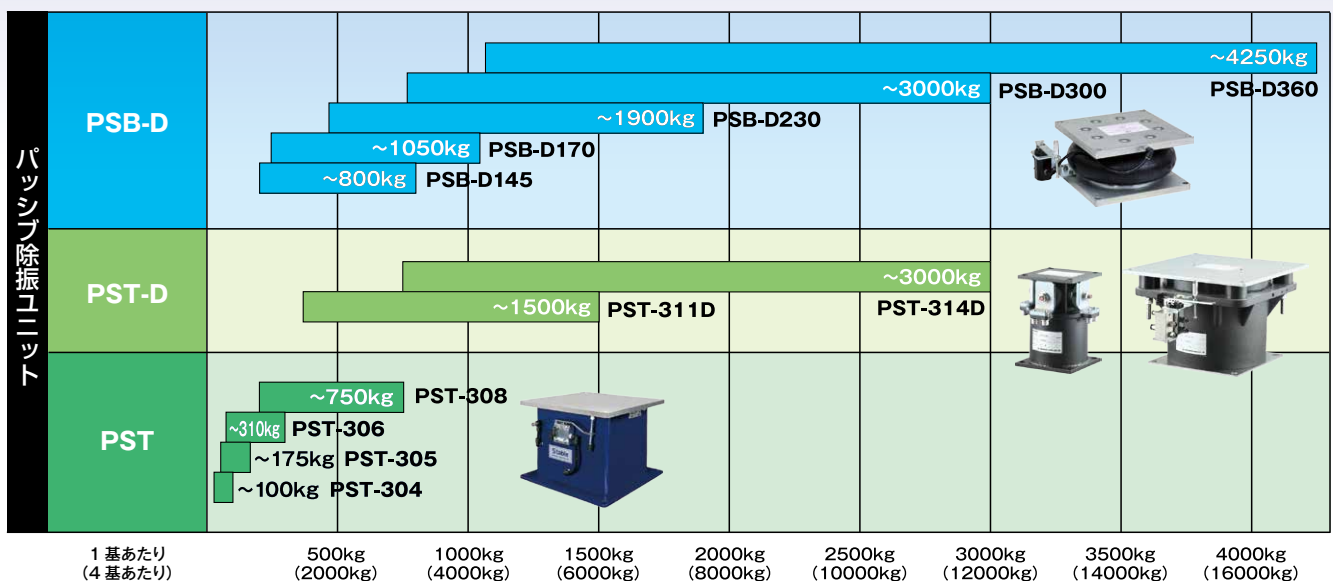 パッシブ除振ユニット
PSB-D
～4250kg
PSB-D360
～3000kg PSB-D300
～1900kg PSB-D230
～1050kg PSB-D170
～800kg PSB-D145
PST-D
～3000kg
PST-314D
～1500kg PST-311D
PST
～750kg PST-308
～310kg PST-306
～175kg PST-305
～100kg PST-304
1基あたり 500kg 1000kg 1500kg 2000kg 2500kg 3000kg 3500kg 4000kg
(4基あたり) (2000kg) (4000kg) (6000kg) (8000kg) (10000kg) (12000kg) (14000kg) (16000kg)